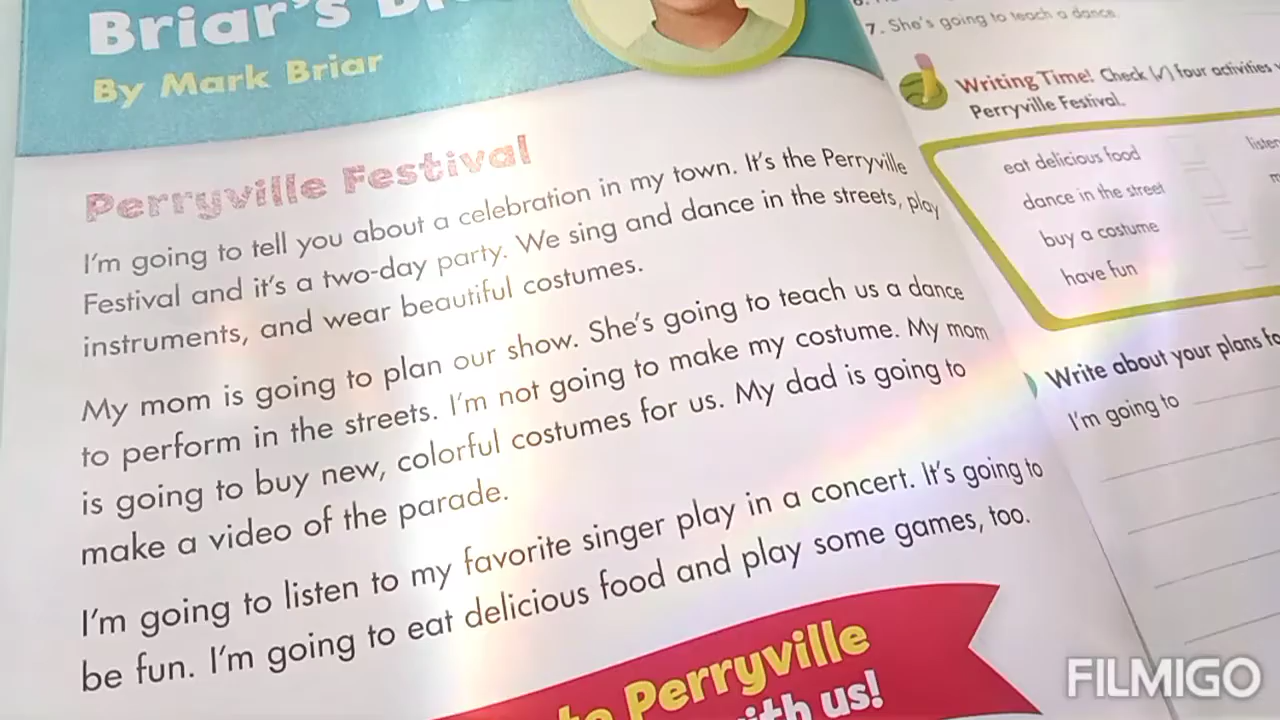 Briar's
By Mark Briar
Perryville Festival
I'm going to tell you about a celebration in my town. It's the Perryville
Festival and it's a two-day party. We sing and dance in the streets, play
instruments, and wear beautiful costumes.
My mom is going to plan our show. She's going to teach us a dance
to perform in the streets. I'm not going to make my costume. My mom
is going to buy new, colorful costumes for us. My dad is going to
make a video of the parade.
I'm going to listen to my favorite singer play in a concert. It's going to
be fun. I'm going to eat delicious food and play some games, too.
to Perryville
with us!
7. She's going to teach a dance.
Writing Time! Check (✓) four activities
Perryville Festival.
eat delicious food
dance in the street
buy a costume
have fun
listen
Write about your plans
I'm going to
FILMIGO